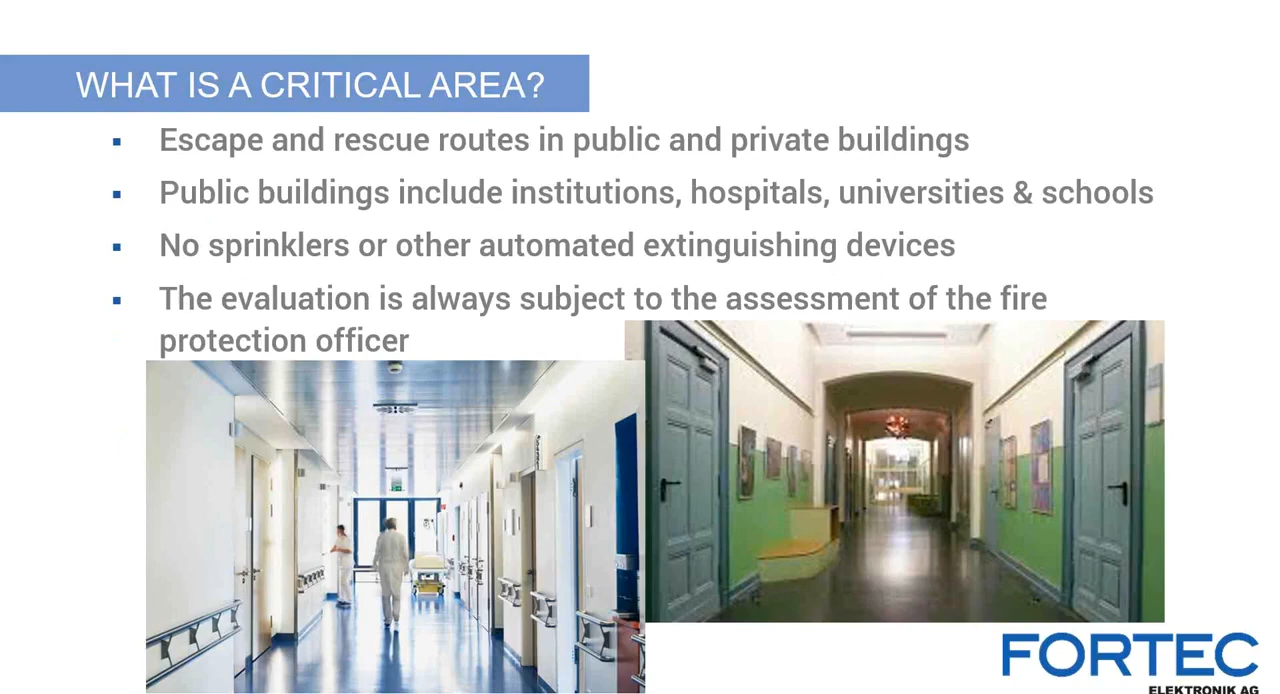 WHAT IS A CRITICAL AREA?
▪ Escape and rescue routes in public and private buildings
▪ Public buildings include institutions, hospitals, universities & schools
▪ No sprinklers or other automated extinguishing devices
▪ The evaluation is always subject to the assessment of the fire
protection officer
FORTEC
ELEKTRONIK AG